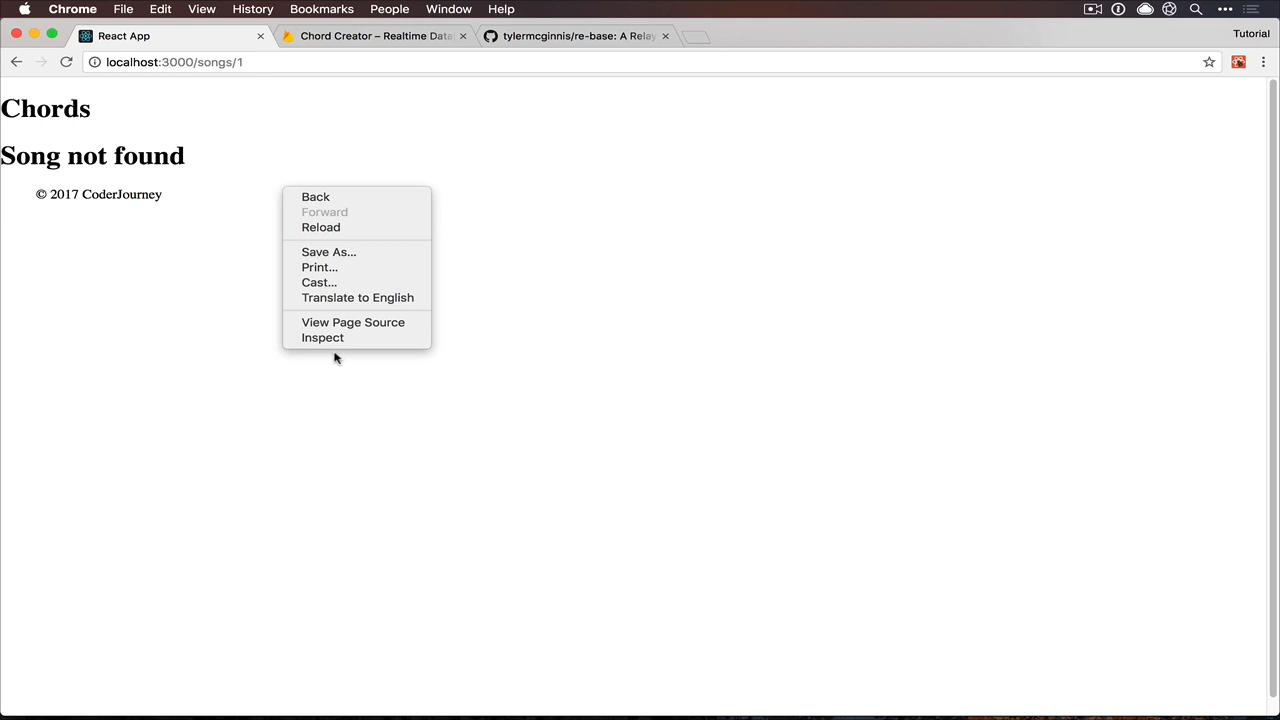 Chrome File Edit View History Bookmarks People Window Help
React App
Chord Creator – Realtime Data
tylermcginnis/re-base: A Relay
Tutorial
localhost:3000/songs/1
Chords
Song not found
© 2017 CoderJourney
Back
Forward
Reload
Save As...
Print...
Cast...
Translate to English
View Page Source
Inspect